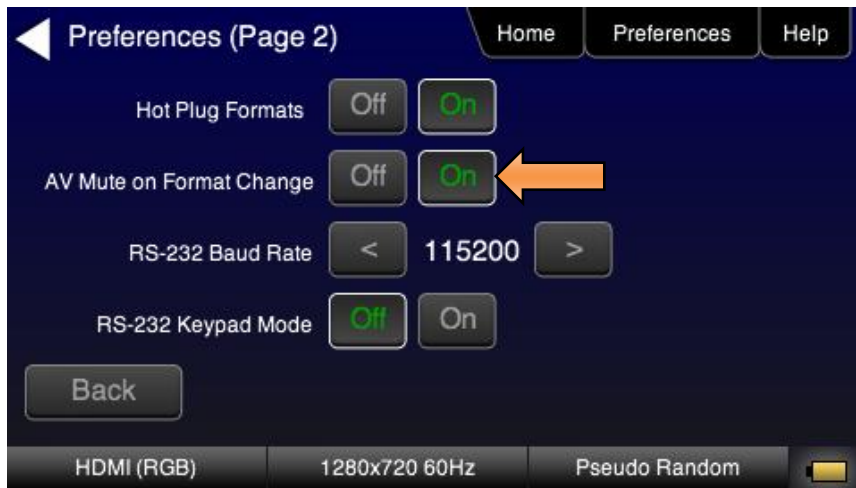 Preferences (Page 2) Home Preferences Help
Hot Plug Formats Off On
AV Mute on Format Change Off On
RS-232 Baud Rate < 115200 >
RS-232 Keypad Mode Off On
Back
HDMI (RGB) 1280x720 60Hz Pseudo Random